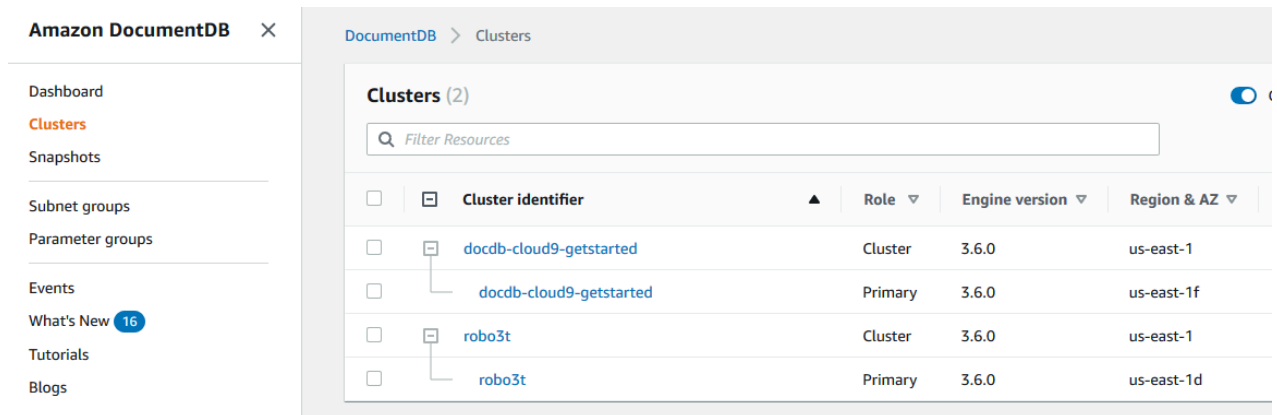 Amazon DocumentDB
Dashboard
Clusters
Snapshots
Subnet groups
Parameter groups
Events
What's New 16
Tutorials
Blogs
DocumentDB > Clusters
Clusters (2)
Filter Resources
Cluster identifier Role Engine version Region & AZ
docdb-cloud9-getstarted Cluster 3.6.0 us-east-1
docdb-cloud9-getstarted Primary 3.6.0 us-east-1f
robo3t Cluster 3.6.0 us-east-1
robo3t Primary 3.6.0 us-east-1d